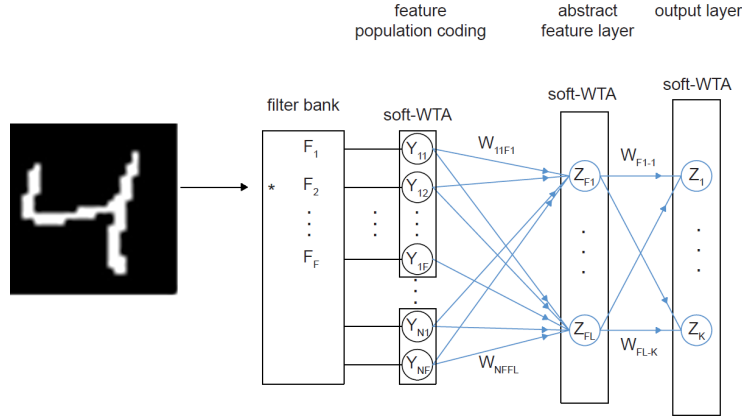 feature
population coding
abstract
feature layer
output layer
soft-WTA
filter bank
soft-WTA
soft-WTA
F1
Y11
W11F1
ZF1
WF1-1
Z1
*
F2
Y12
FF
Y1F
YN1
ZFL
ZK
YNF
WNFFL
WFL-K